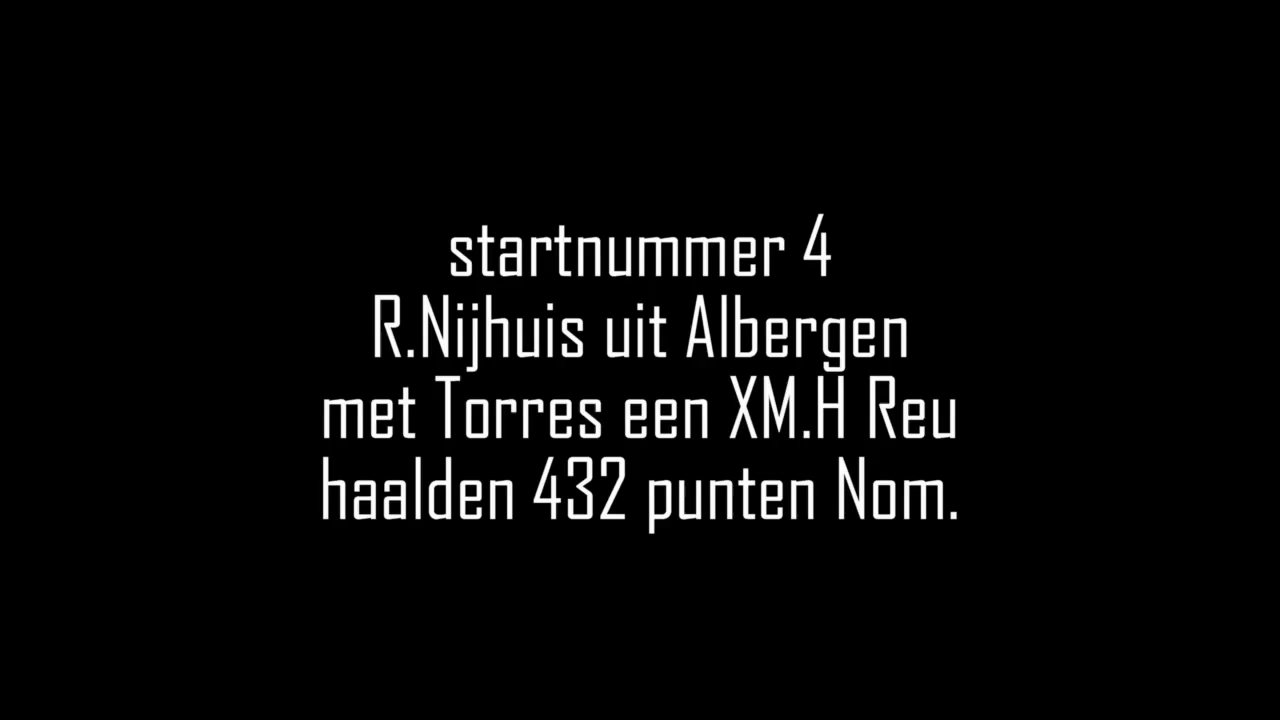 startnummer 4
R.Nijhuis uit Albergen
met Torres een XM.H Reu
haalden 432 punten Nom.